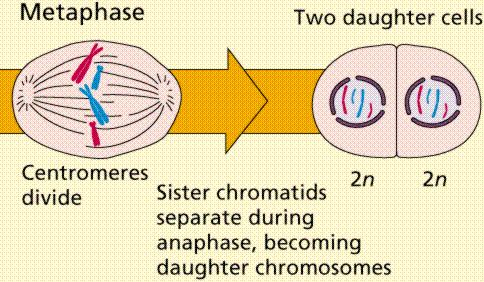 Metaphase
Two daughter cells
Centromeres
divide
Sister chromatids
separate during
anaphase, becoming
daughter chromosomes
2n 2n